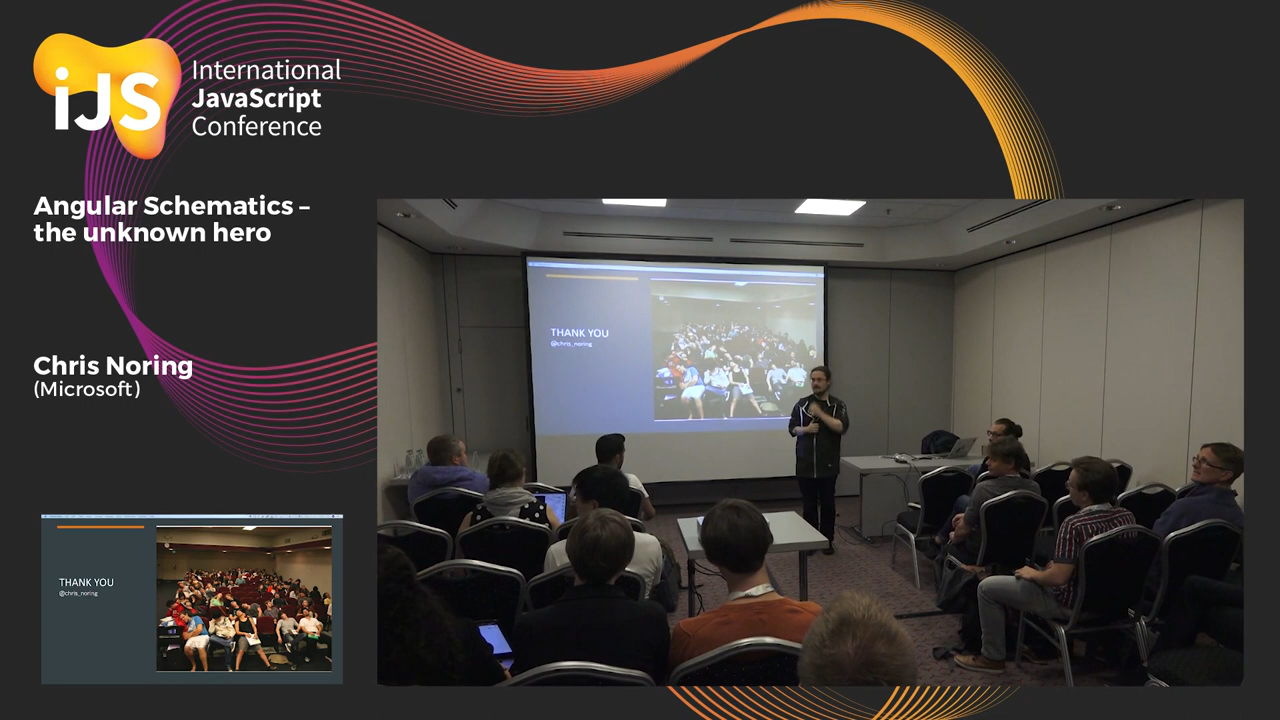 iJS
International
JavaScript
Conference
Angular Schematics –
the unknown hero
Chris Noring
(Microsoft)
THANK YOU
@chris_noring
THANK YOU
@chris_noring